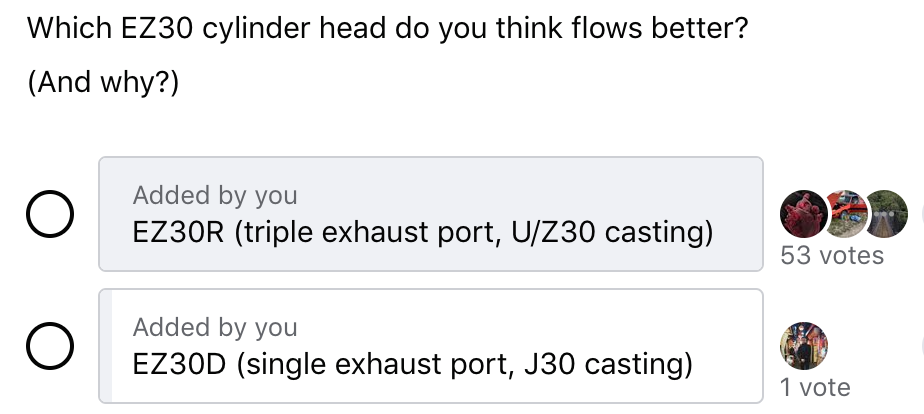 Which EZ30 cylinder head do you think flows better?
(And why?)
Added by you
EZ30R (triple exhaust port, U/Z30 casting)
53 votes
Added by you
EZ30D (single exhaust port, J30 casting)
1 vote